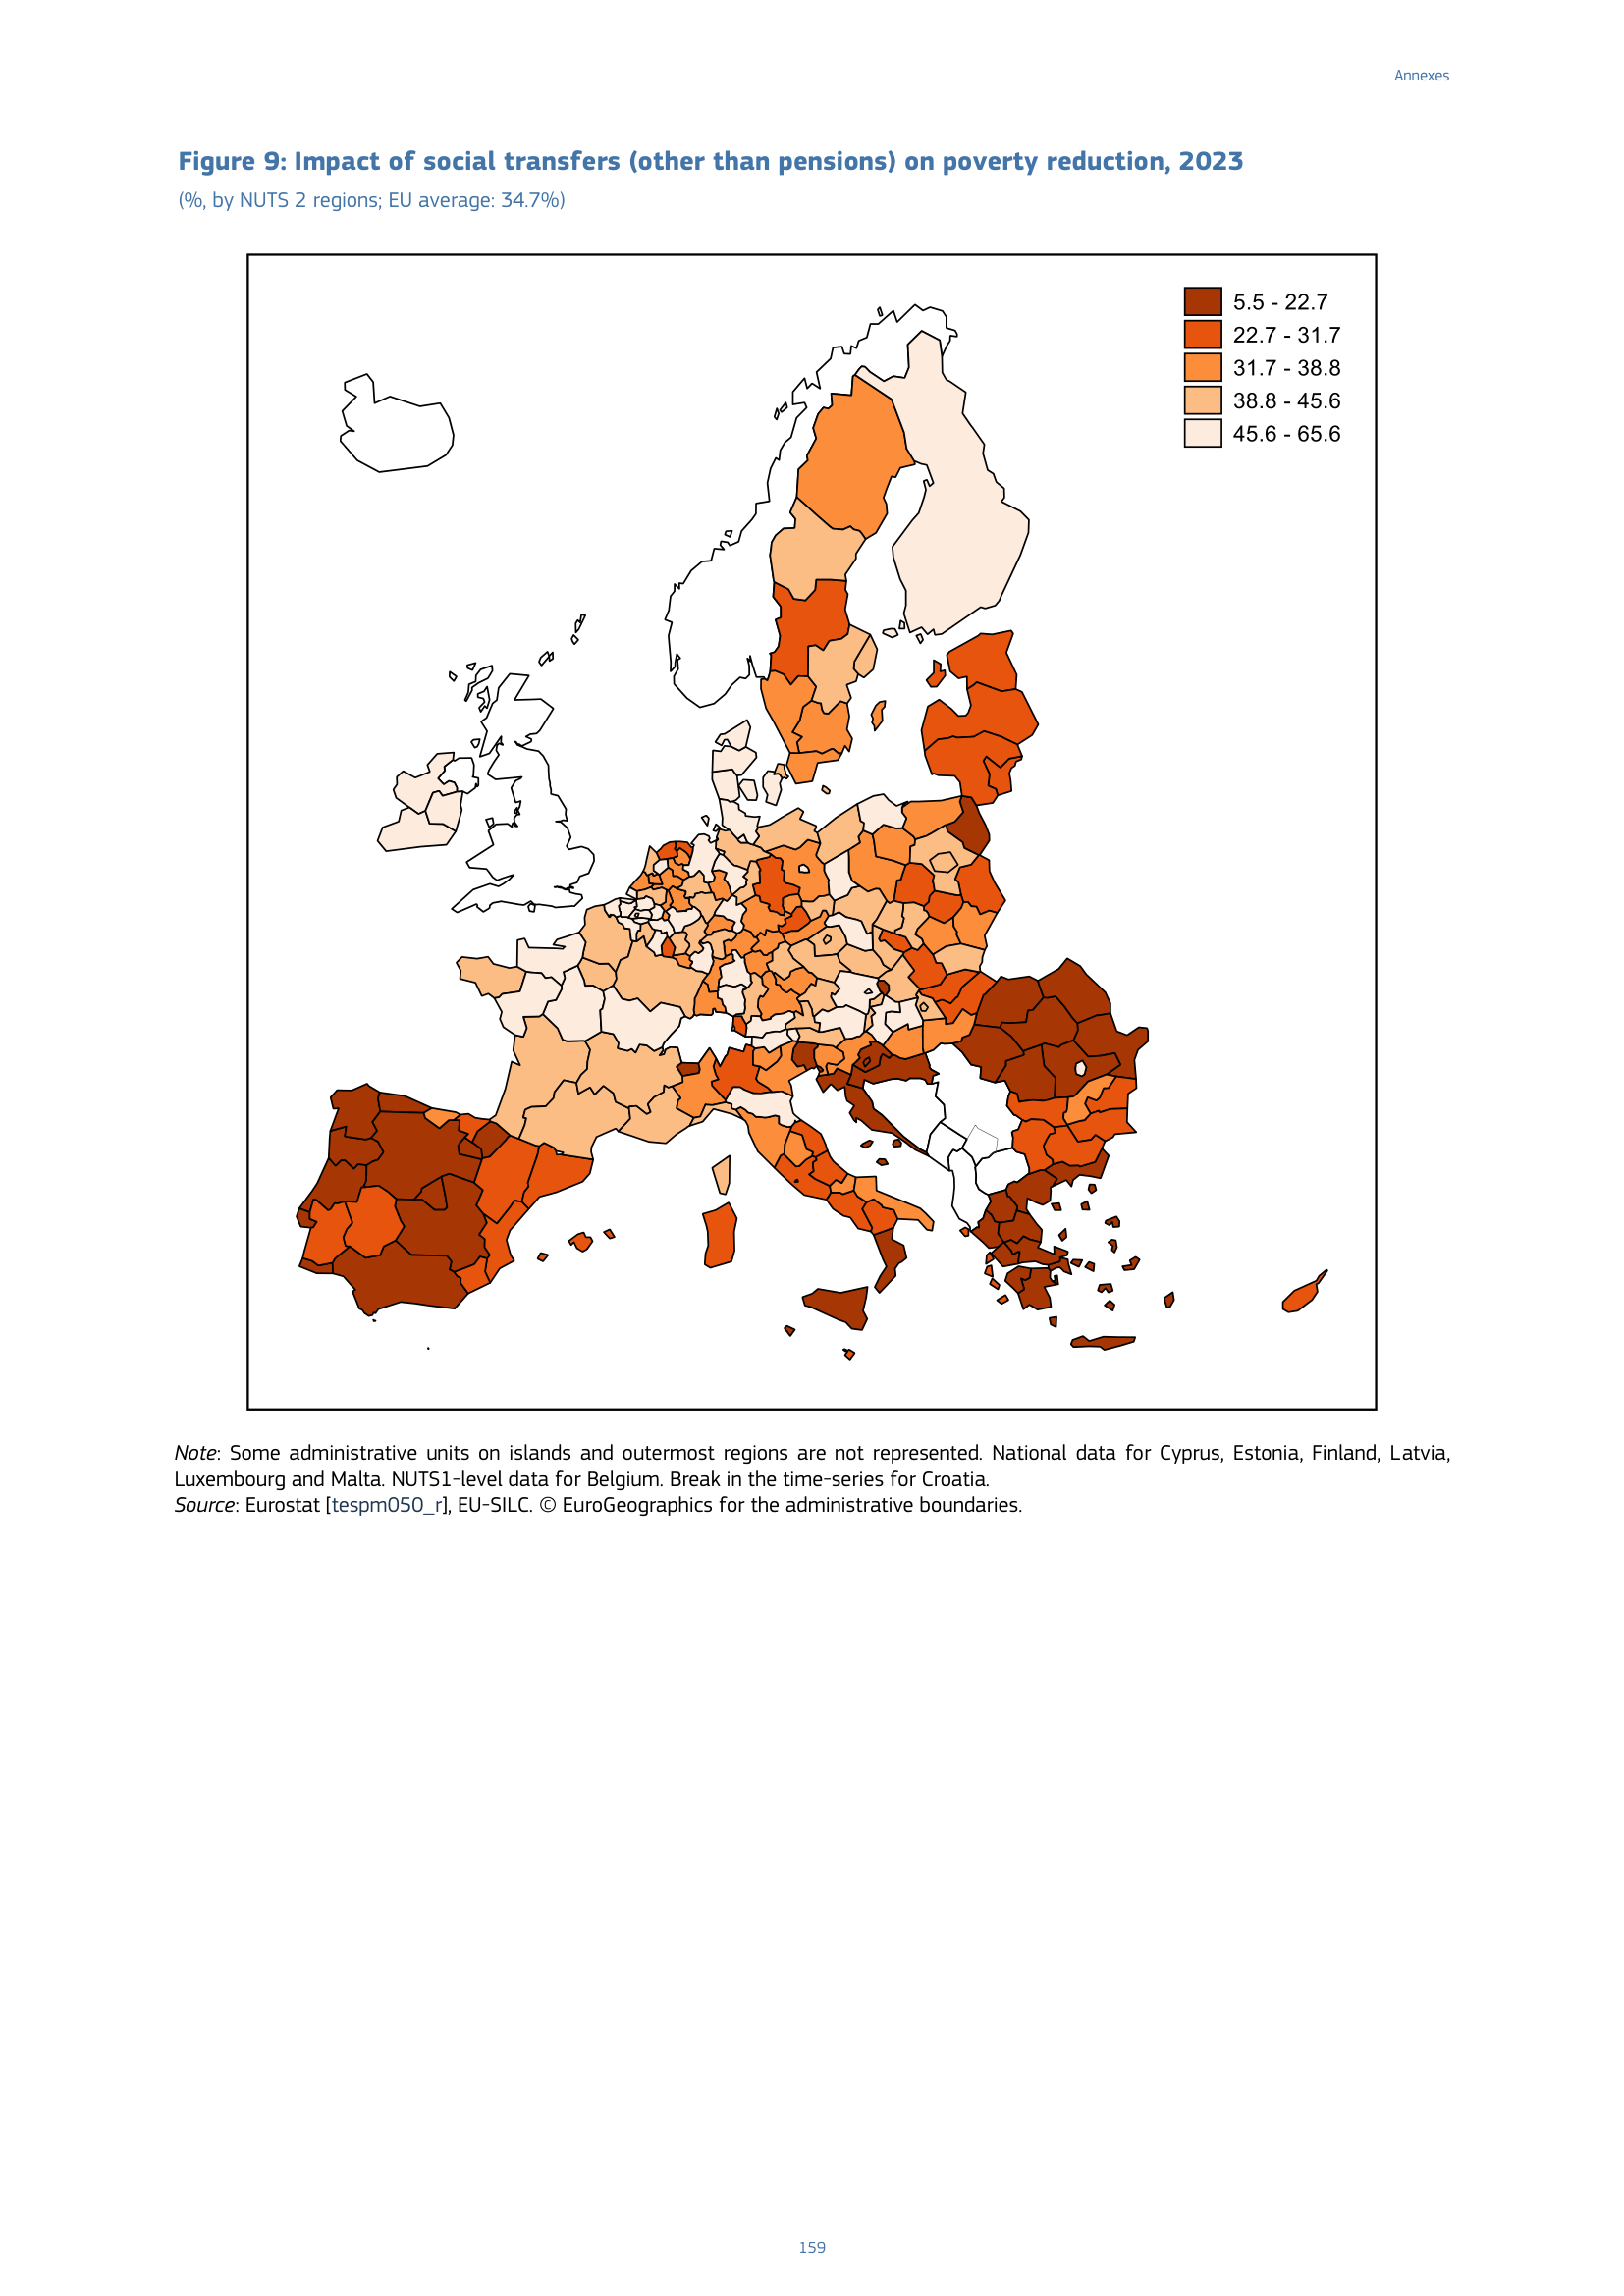 Annexes
Figure 9: Impact of social transfers (other than pensions) on poverty reduction, 2023
(%, by NUTS 2 regions; EU average: 34.7%)
5.5 - 22.7
22.7 - 31.7
31.7 - 38.8
38.8 - 45.6
45.6 - 65.6
Note: Some administrative units on islands and outermost regions are not represented. National data for Cyprus, Estonia, Finland, Latvia,
Luxembourg and Malta. NUTS1-level data for Belgium. Break in the time-series for Croatia.
Source: Eurostat [tespm050_r], EU-SILC. © EuroGeographics for the administrative boundaries.
159